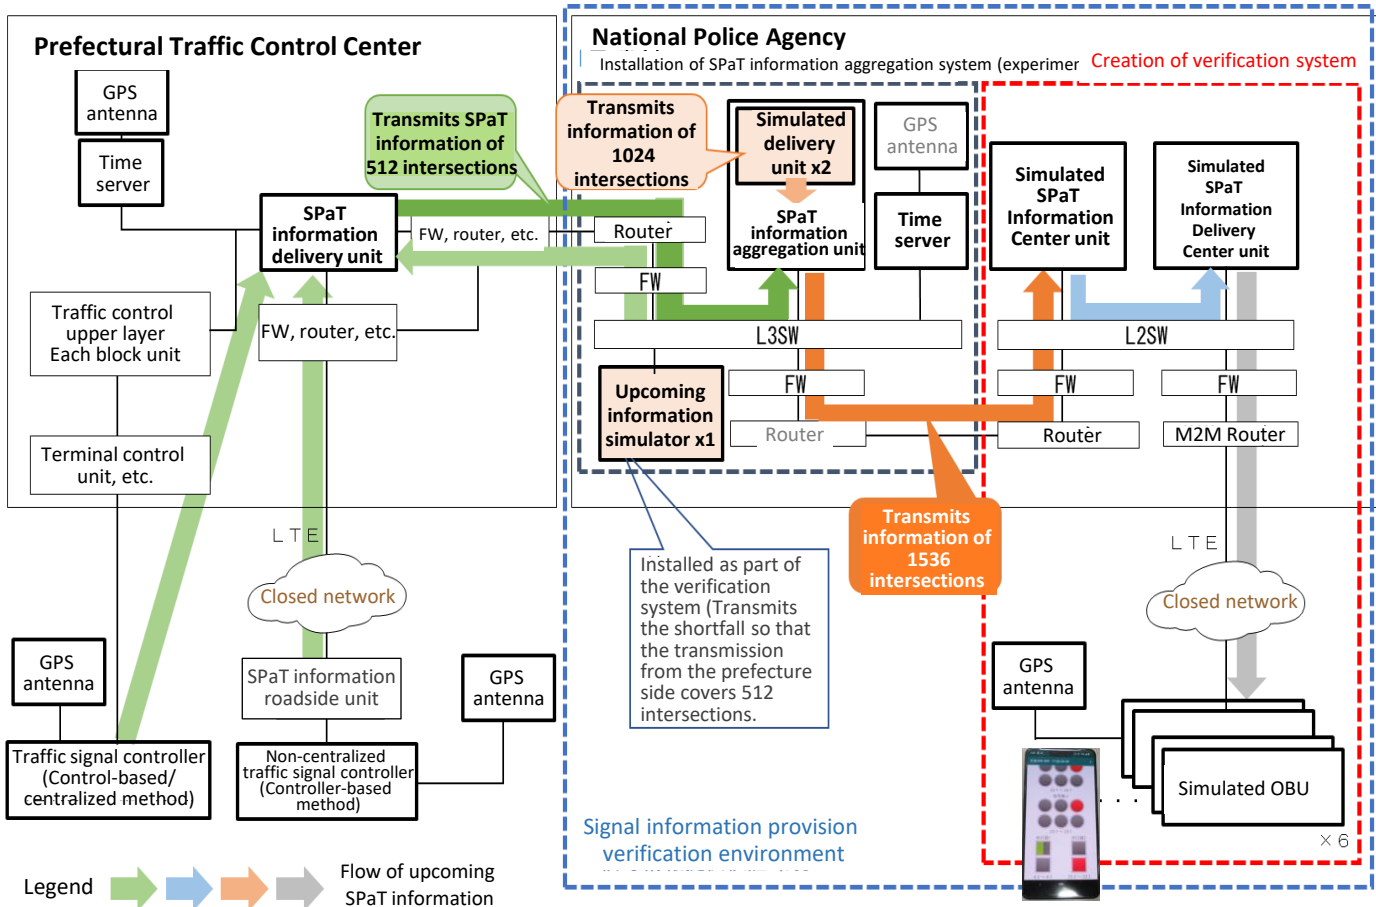 Prefectural Traffic Control Center
GPS
antenna
Time
server
Transmits SPaT
information of
512 intersections
SPaT
information
delivery unit
FW, router, etc.
Traffic control
upper layer
Each block unit
FW, router, etc.
Terminal control
unit, etc.
LTE
Closed network
GPS
antenna
SPaT information
roadside unit
GPS
antenna
Traffic signal controller
(Control-based/
centralized method)
Non-centralized
traffic signal controller
(Controller-based
method)
National Police Agency
Installation of SPaT information aggregation system (experimer
Creation of verification system
Transmits
information of
1024
intersections
Simulated
delivery
unit x2
GPS
antenna
Router
SPaT
information
aggregation unit
Time
server
FW
L3SW
Upcoming
information
simulator x1
FW
Router
Simulated
SPaT
Information
Center unit
Simulated
SPaT
Information
Delivery
Center unit
L2SW
FW
FW
Router
M2M Router
Transmits
information of
1536
intersections
Installed as part of
the verification
system (Transmits
the shortfall so that
the transmission
from the prefecture
side covers 512
intersections.
LTE
Closed network
GPS
antenna
Simulated OBU
. . .
×6
Signal information provision
verification environment
Legend
Flow of upcoming
SPaT information